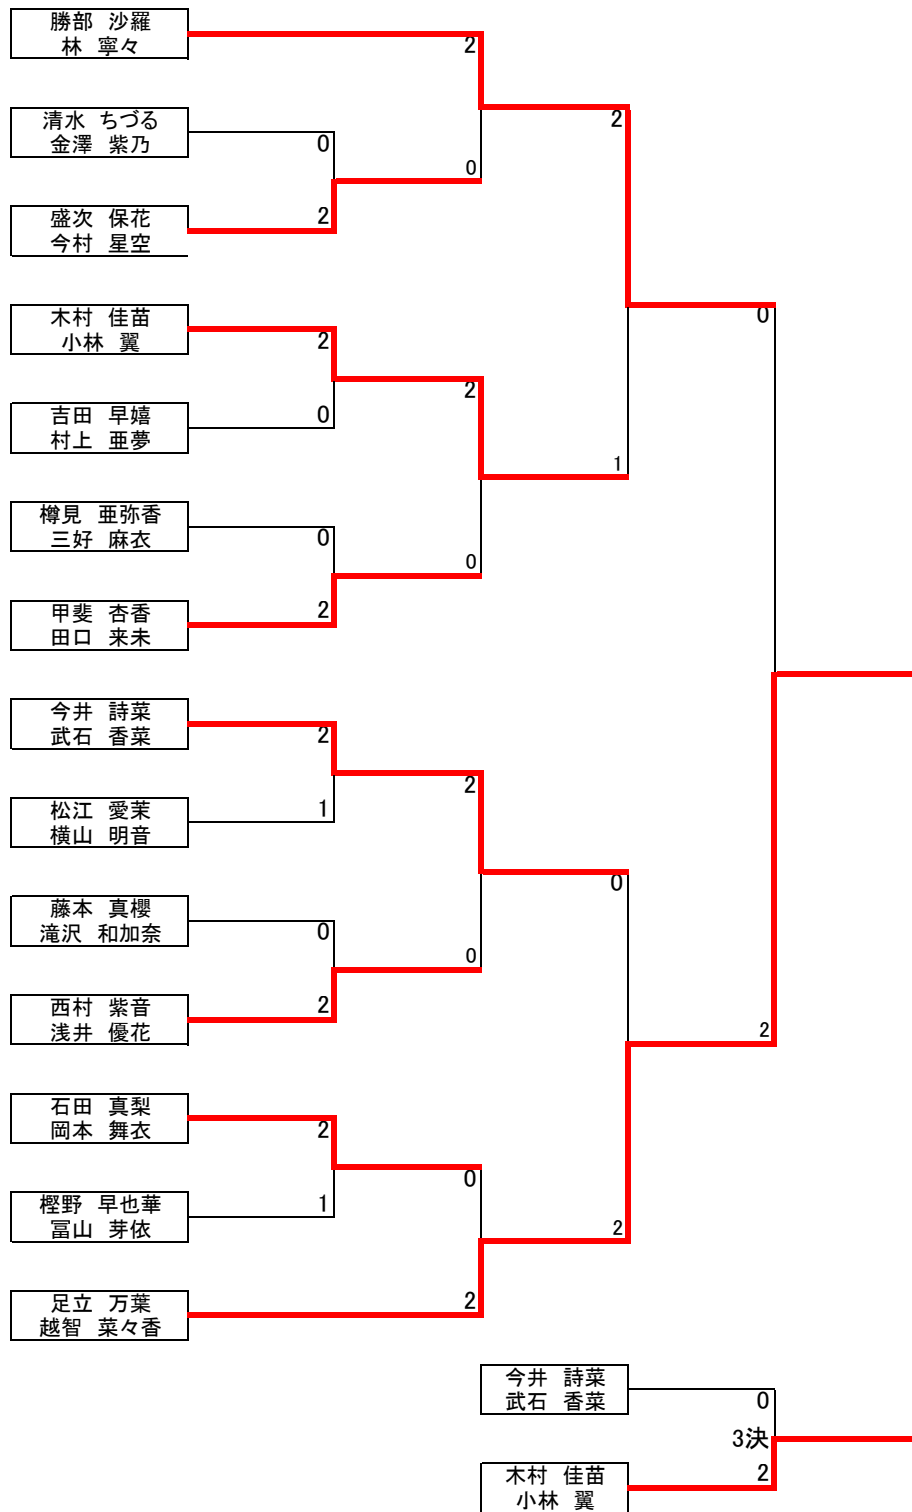 勝部 沙羅
林 寧々
2
清水 ちづる
金澤 紫乃
0
2
0
盛次 保花
今村 星空
2
木村 佳苗
小林 翼
2
0
2
吉田 早嬉
村上 亜夢
0
1
樽見 亜弥香
三好 麻衣
0
0
甲斐 杏香
田口 来未
2
今井 詩菜
武石 香菜
2
2
松江 愛茉
横山 明音
1
0
藤本 真櫻
滝沢 和加奈
0
0
西村 紫音
浅井 優花
2
2
石田 真梨
岡本 舞衣
2
0
樫野 早也華
冨山 芽依
1
2
足立 万葉
越智 菜々香
2
今井 詩菜
武石 香菜
0
3決
木村 佳苗
小林 翼
2